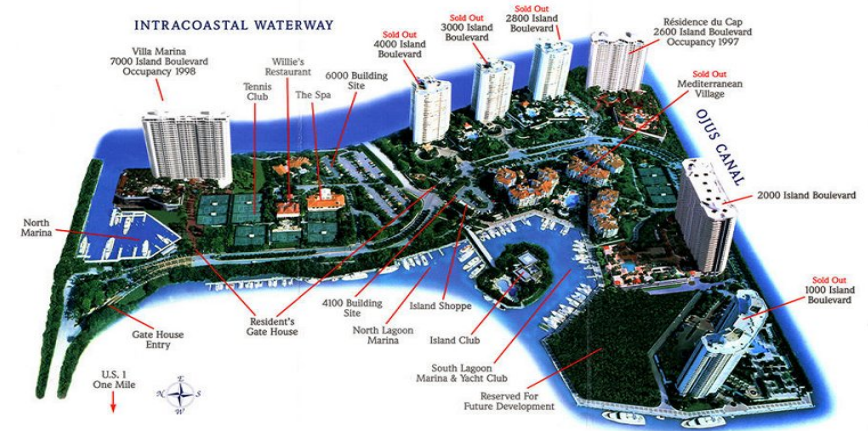 INTRACOASTAL WATERWAY
Villa Marina
7000 Island Boulevard
Occupancy 1998
Tennis
Club
Willie's
Restaurant
The Spa
6000 Building
Site
Sold Out
4000 Island
Boulevard
Sold Out
3000 Island
Boulevard
Sold Out
2800 Island
Boulevard
Résidence du Cap
2600 Island Boulevard
Occupancy 1997
Sold Out
Mediterranean
Village
OJUS CANAL
2000 Island Boulevard
Sold Out
1000 Island
Boulevard
North
Marina
Gate House
Entry
Resident's
Gate House
4100 Building
Site
North Lagoon
Marina
Island Shoppe
Island Club
South Lagoon
Marina & Yacht Club
Reserved For
Future Development
U.S. 1
One Mile
E
N S
W